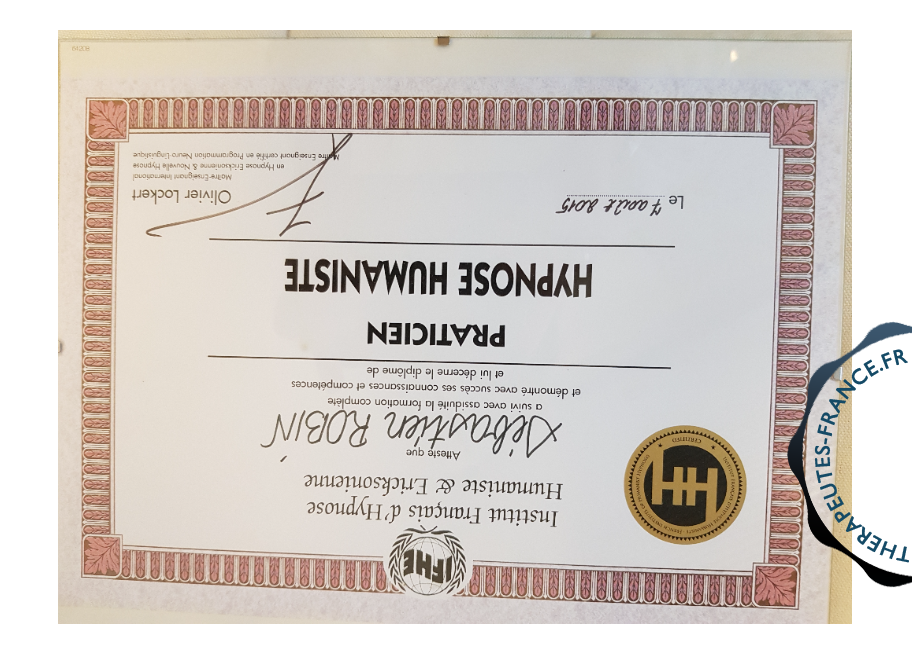 IFHE
Institut Français d'Hypnose
Humaniste & Ericksonienne
Atteste que
Sébastien ROBIN
a suivi avec assiduité la formation complète
et démontré avec succès ses connaissances et compétences
et lui décerne le diplôme de
PRATICIEN
HYPNOSE HUMANISTE
Le 7 août 2015
Olivier Lockert
Maître-Enseignant International
en Hypnose Ericksonienne & Nouvelle Hypnose
Maître Enseignant certifié en Programmation Neuro Linguistique
CERTIFIED
THERAPEUTES-FRANCE.FR